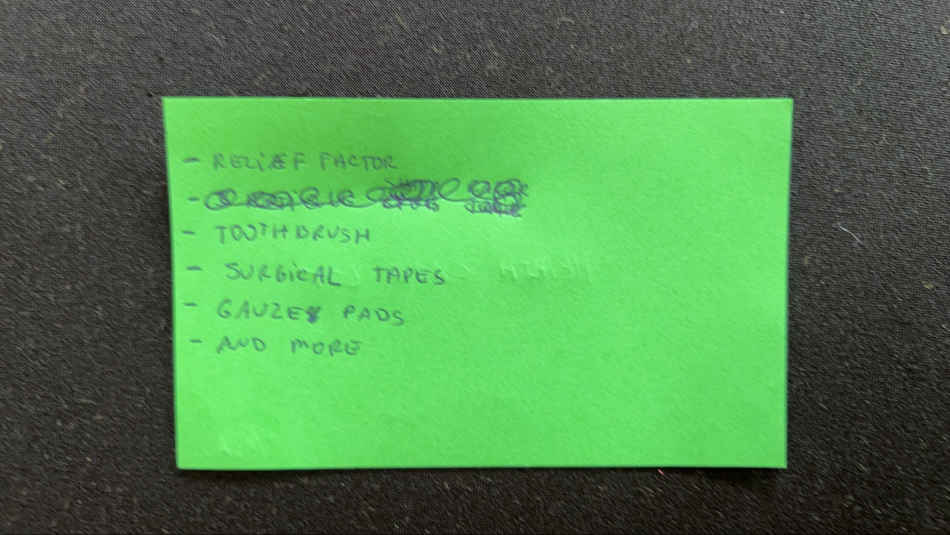 - RELIEF FACTOR
-
- TOOTHBRUSH
- SURGICAL TAPES
- GAUZE PADS
- AND MORE